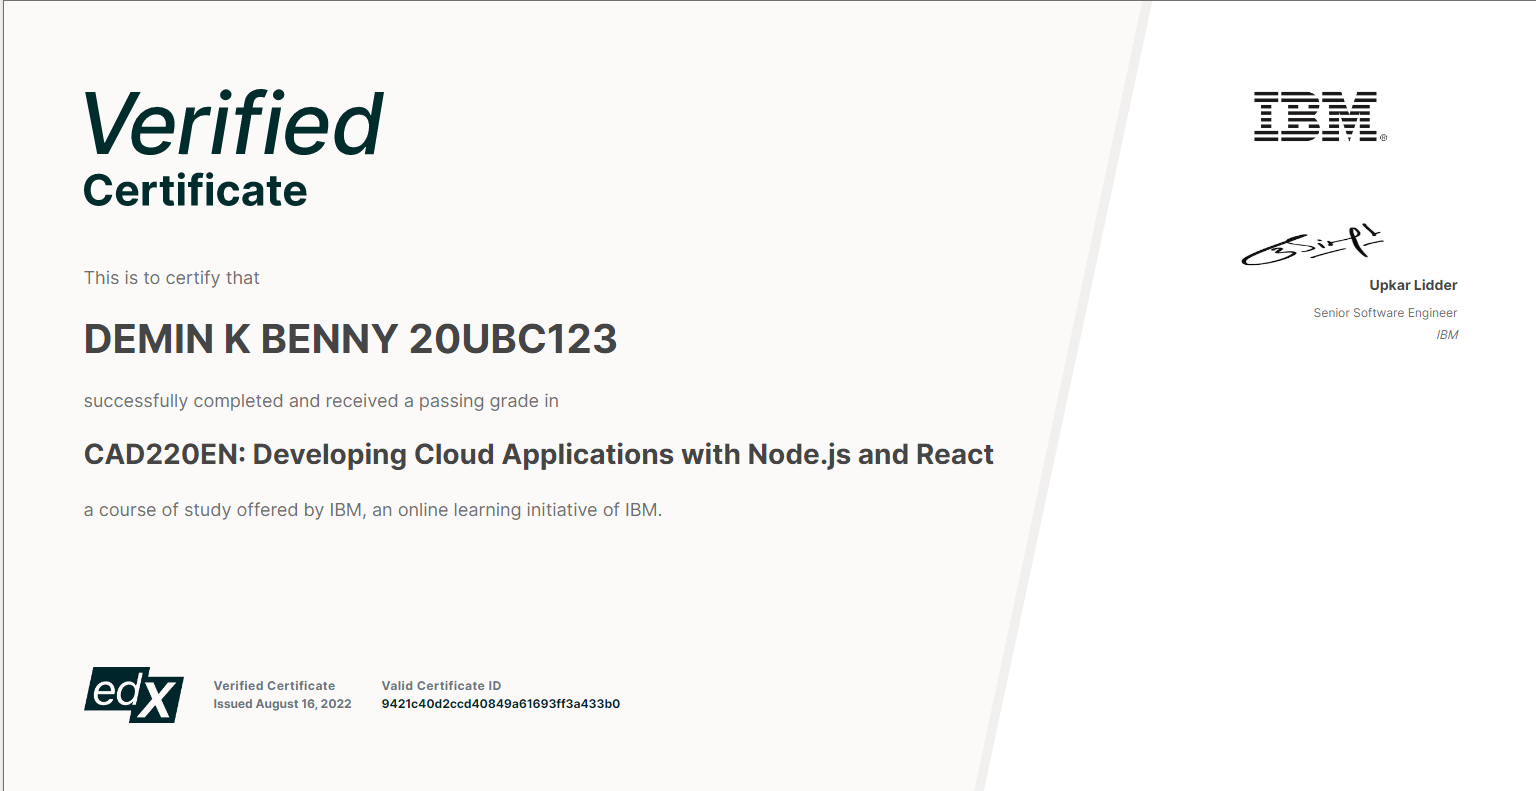 Verified
Certificate
This is to certify that
DEMIN K BENNY 20UBC123
successfully completed and received a passing grade in
CAD220EN: Developing Cloud Applications with Node.js and React
a course of study offered by IBM, an online learning initiative of IBM.
edX
Verified Certificate
Issued August 16, 2022
Valid Certificate ID
9421c40d2ccd40849a61693ff3a433b0
IBM®
Upkar Lidder
Senior Software Engineer
IBM